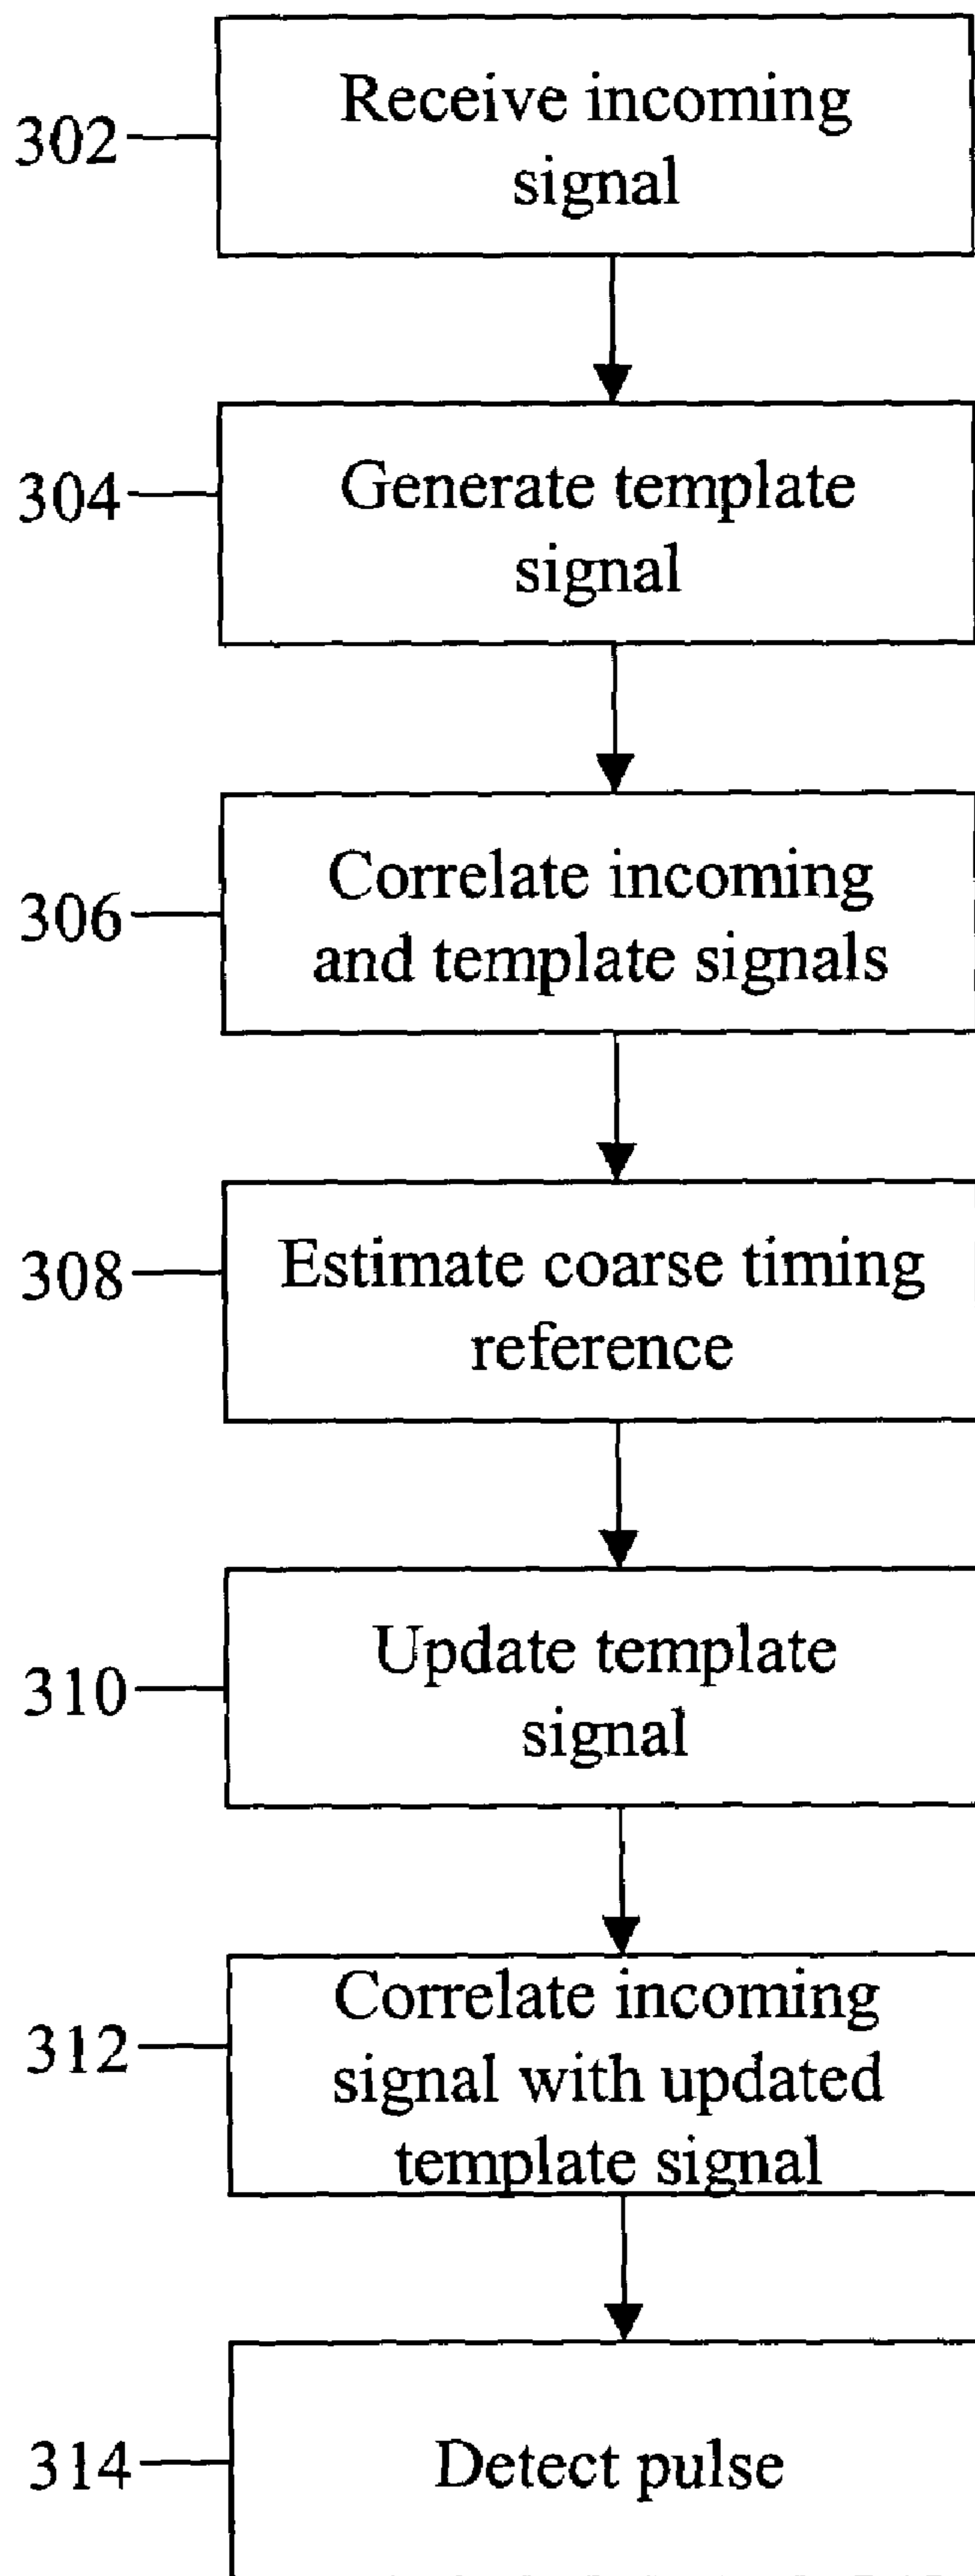 302
Receive incoming
signal
304
Generate template
signal
306
Correlate incoming
and template signals
308
Estimate coarse timing
reference
310
Update template
signal
312
Correlate incoming
signal with updated
template signal
314
Detect pulse